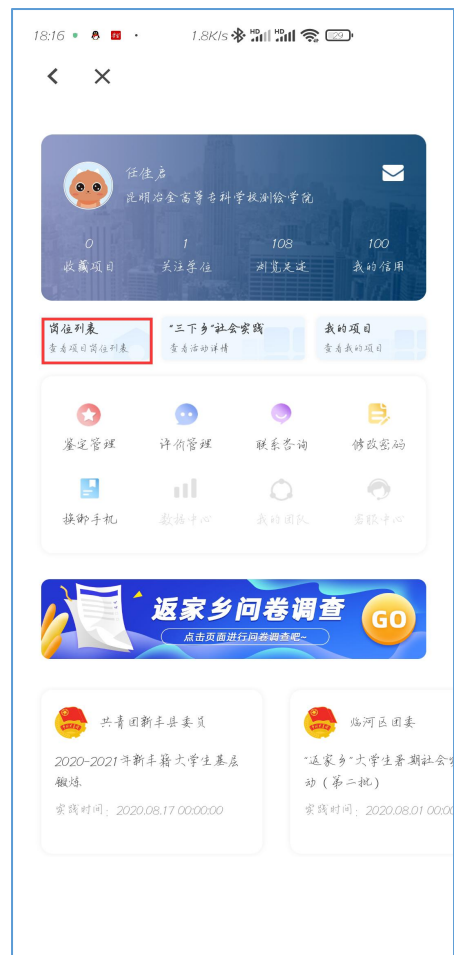 18:16 1.8K/s HD HD 29
任佳启
昆明冶金高等专科学校测绘学院
0 1 108 100
收藏项目 关注单位 浏览足迹 我的信用
岗位列表 "三下乡"社会实践 我的项目
查看项目岗位列表 查看活动详情 查看我的项目
鉴定管理 评价管理 联系咨询 修改密码
换绑手机 数据中心 我的团队 客服中心
返家乡问卷调查 GO
点击页面进行问卷调查吧~
共青团新丰县委员 临河区团委
2020-2021年新丰籍大学生基层 "返家乡"大学生暑期社会实
锻炼 动（第二批）
实践时间：2020.08.17 00:00:00 实践时间：2020.08.01 00:00